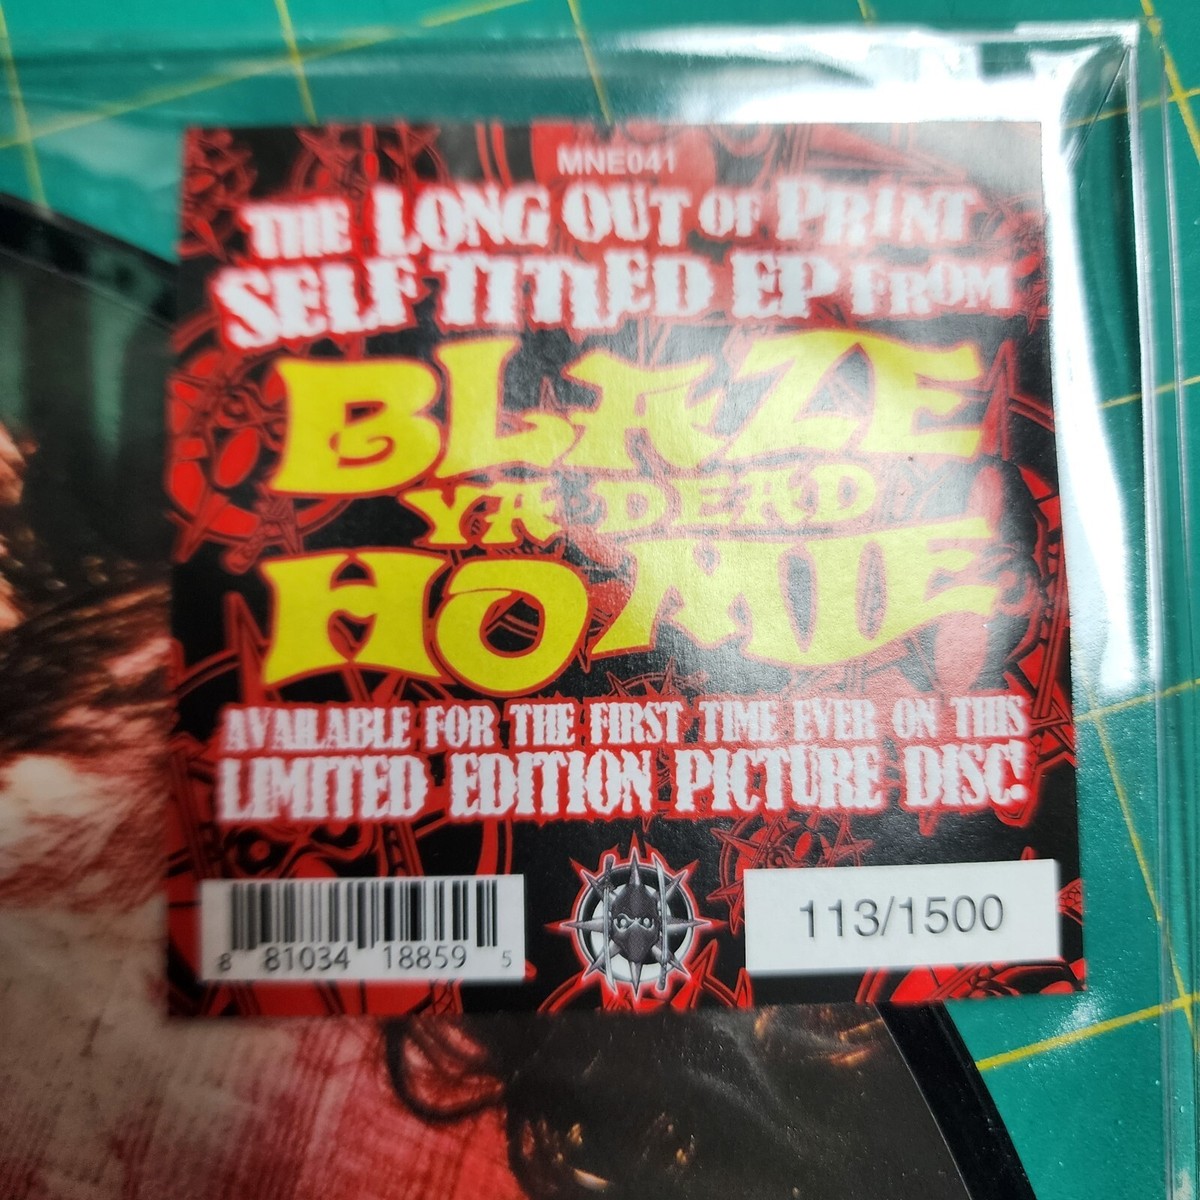 MNE041
THE LONG OUT OF PRINT
SELF TITLED EP FROM
BLAZE
YA DEAD
HOMIE
AVAILABLE FOR THE FIRST TIME EVER ON THIS
LIMITED EDITION PICTURE DISC!
8 81034 18859 5
113/1500